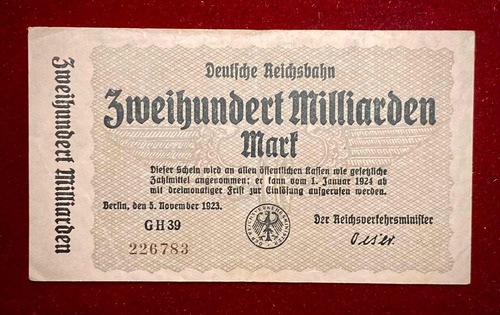 Zweihundert Milliarden
Deutsche Reichsbahn
Zweihundert Milliarden
Mark
Dieser Schein wird an allen öffentlichen Kassen wie gesetzliche
Zahlmittel angenommen; er kann vom 1. Januar 1924 ab
mit dreimonatiger Frist zur Einlösung aufgerufen werden.
Berlin, den 5. November 1923.
GH39
226783
Der Reichsverkehrsminister
Oeser.